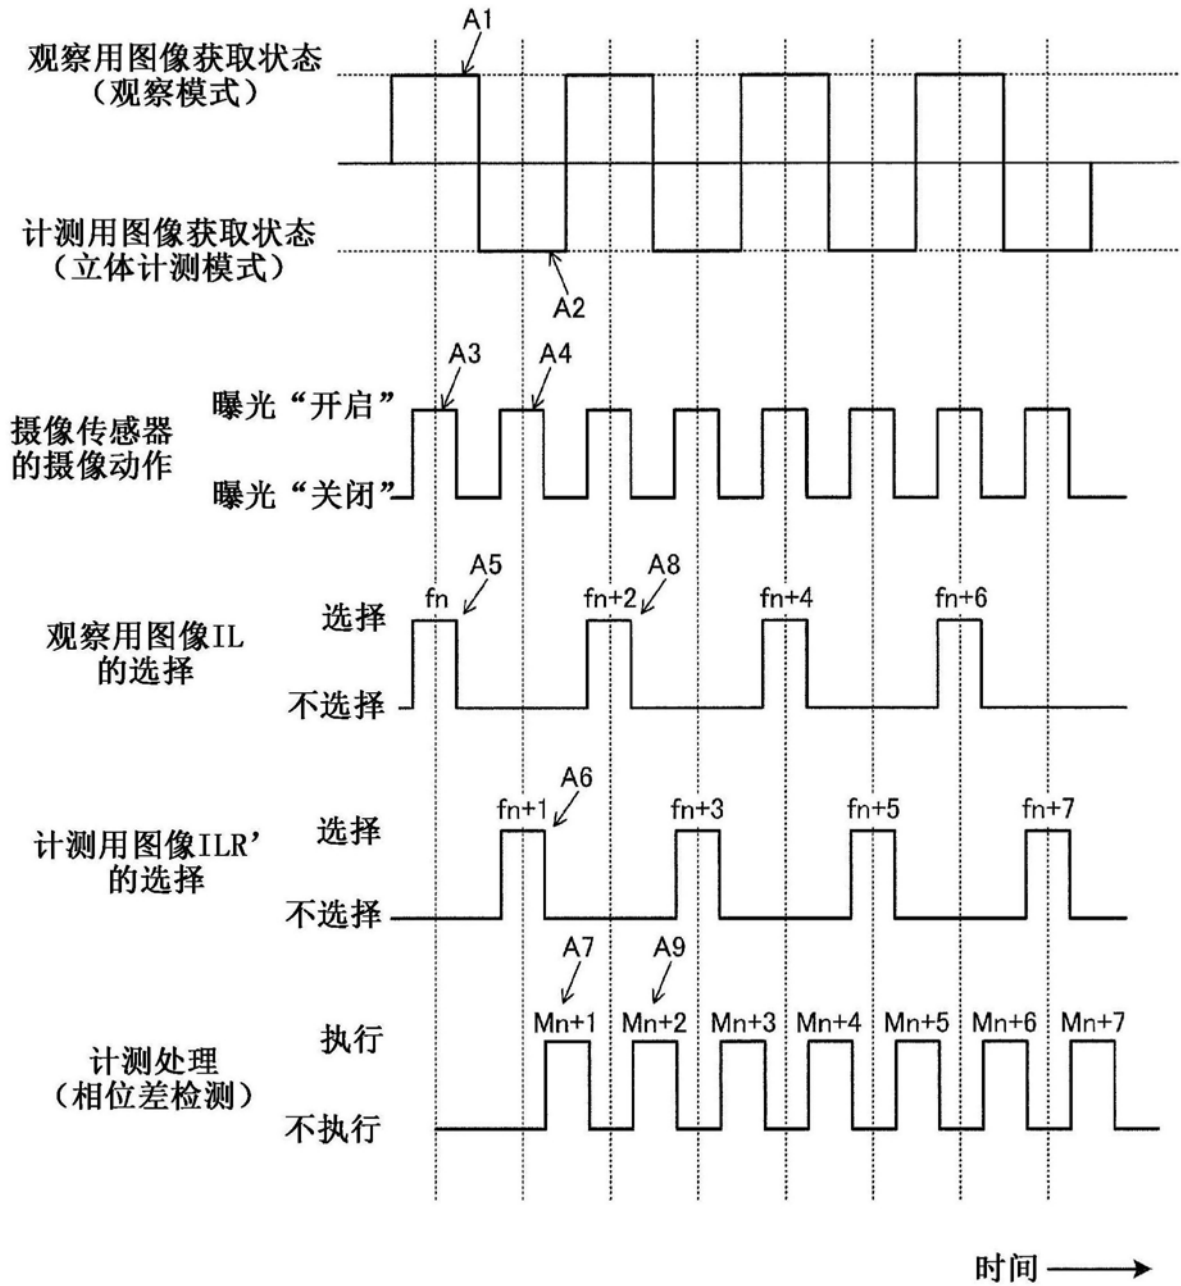 A1
观察用图像获取状态
（观察模式）
计测用图像获取状态
（立体计测模式）
A2
A3
A4
曝光“开启”
摄像传感器
的摄像动作
曝光“关闭”
A5
A8
fn
fn+2
fn+4
fn+6
选择
观察用图像IL
的选择
不选择
A6
fn+1
fn+3
fn+5
fn+7
选择
计测用图像ILR’
的选择
不选择
A7
A9
Mn+1
Mn+2
Mn+3
Mn+4
Mn+5
Mn+6
Mn+7
执行
计测处理
（相位差检测）
不执行
时间